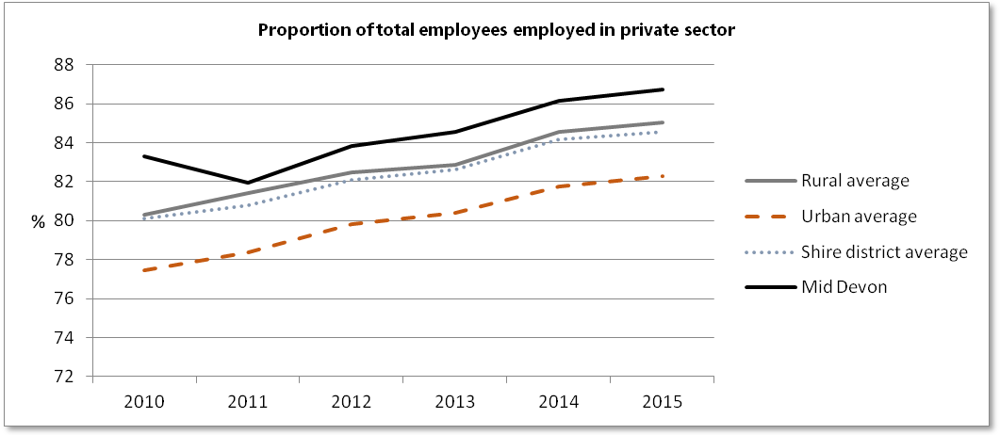 Proportion of total employees employed in private sector
88
86
84
82
80
78
76
74
72
%
2010 2011 2012 2013 2014 2015
Rural average
Urban average
Shire district average
Mid Devon